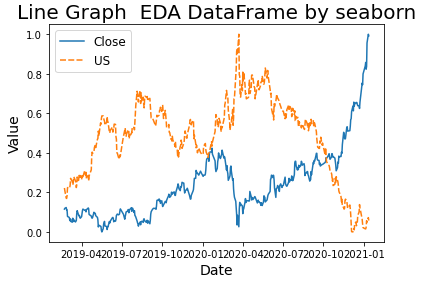 Line Graph  EDA DataFrame by seaborn
Close
US
Value
1.0
0.8
0.6
0.4
0.2
0.0
2019-04 2019-07 2019-10 2020-01 2020-04 2020-07 2020-10 2021-01
Date